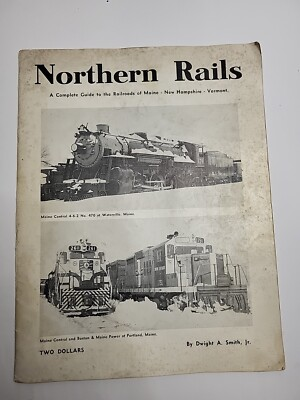 Northern Rails
A Complete Guide to the Railroads of Maine - New Hampshire - Vermont.
Maine Central 4-6-2 No. 470 at Waterville, Maine.
Maine Central and Boston & Maine Power at Portland, Maine.
TWO DOLLARS
By Dwight A. Smith, Jr.